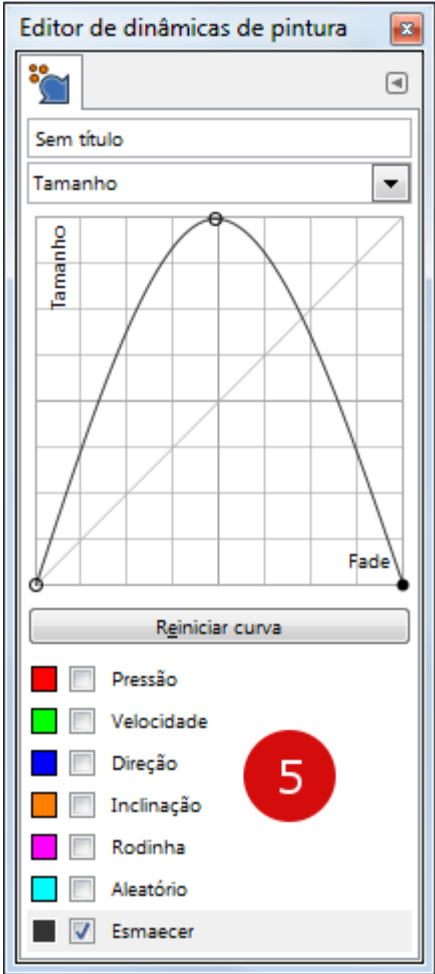 Editor de dinâmicas de pintura
Sem título
Tamanho
Tamanho
Fade
Reiniciar curva
Pressão
Velocidade
Direção
5
Inclinação
Rodinha
Aleatório
Esmaecer